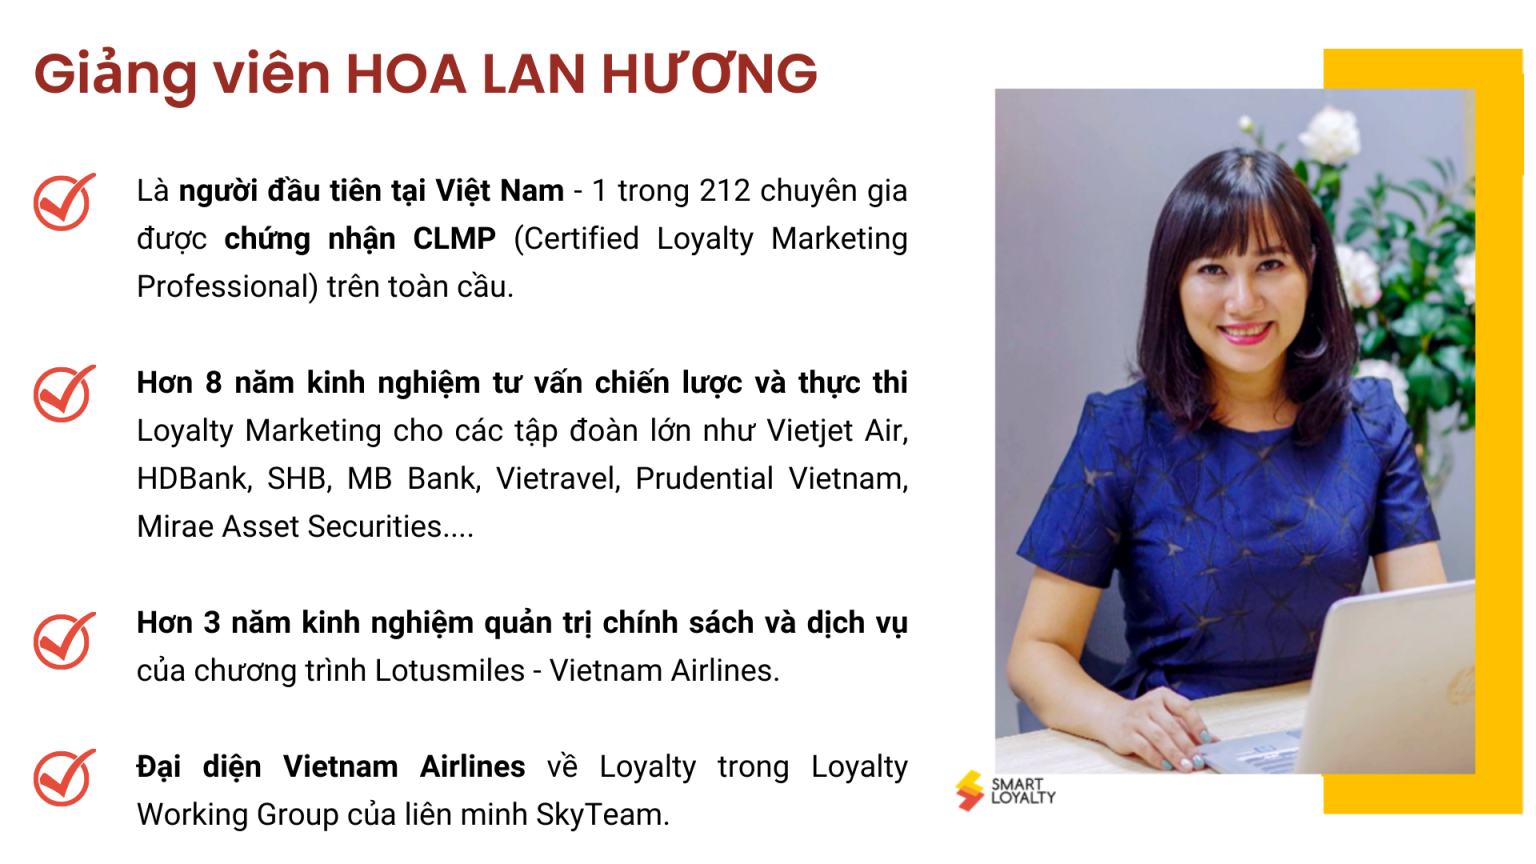 Giảng viên HOA LAN HƯƠNG
Là người đầu tiên tại Việt Nam - 1 trong 212 chuyên gia
được chứng nhận CLMP (Certified Loyalty Marketing
Professional) trên toàn cầu.
Hơn 8 năm kinh nghiệm tư vấn chiến lược và thực thi
Loyalty Marketing cho các tập đoàn lớn như Vietjet Air,
HDBank, SHB, MB Bank, Vietravel, Prudential Vietnam,
Mirae Asset Securities....
Hơn 3 năm kinh nghiệm quản trị chính sách và dịch vụ
của chương trình Lotusmiles - Vietnam Airlines.
Đại diện Vietnam Airlines về Loyalty trong Loyalty
Working Group của liên minh SkyTeam.
SMART
LOYALTY